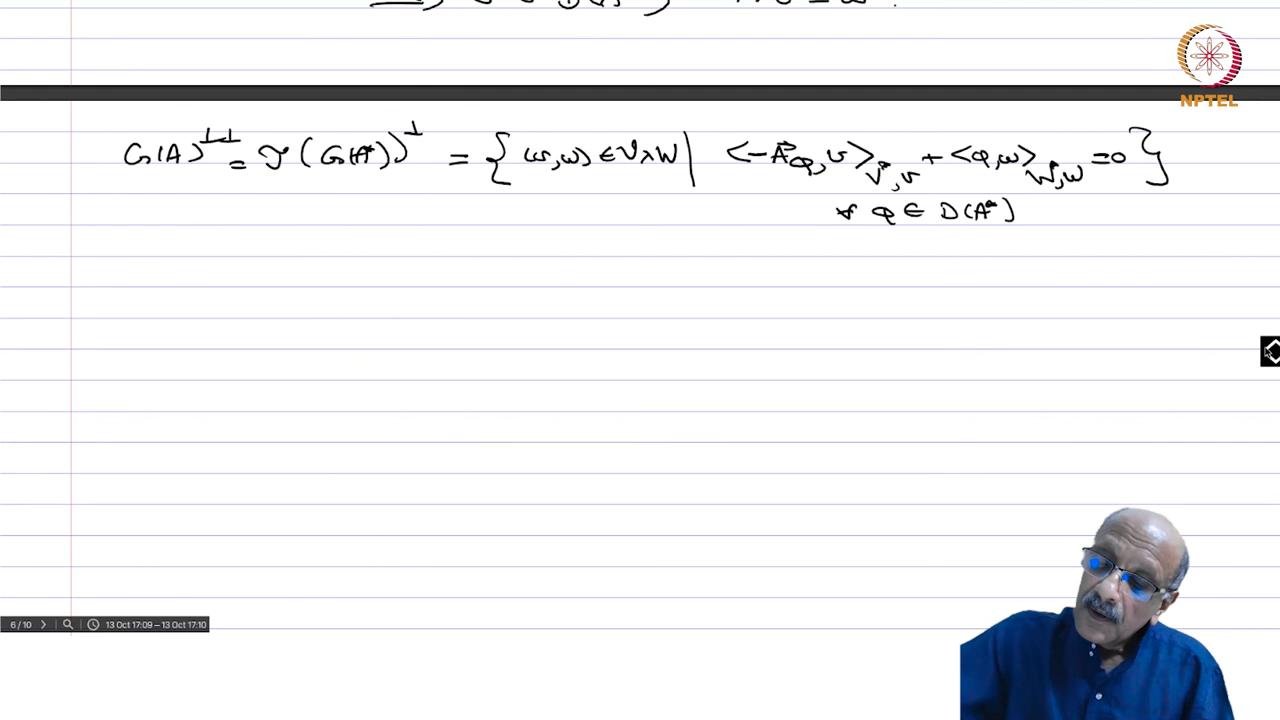 NPTEL
G(A)^⊥⊥ = 𝒥(G(A*))^⊥ = { (v,w) ∈ V×W | <-A*φ, v>_{V*,V} + <φ,w>_{W*,W} = 0 }
∀ φ ∈ D(A*)
6 / 10 13 Oct 17:09 – 13 Oct 17:10